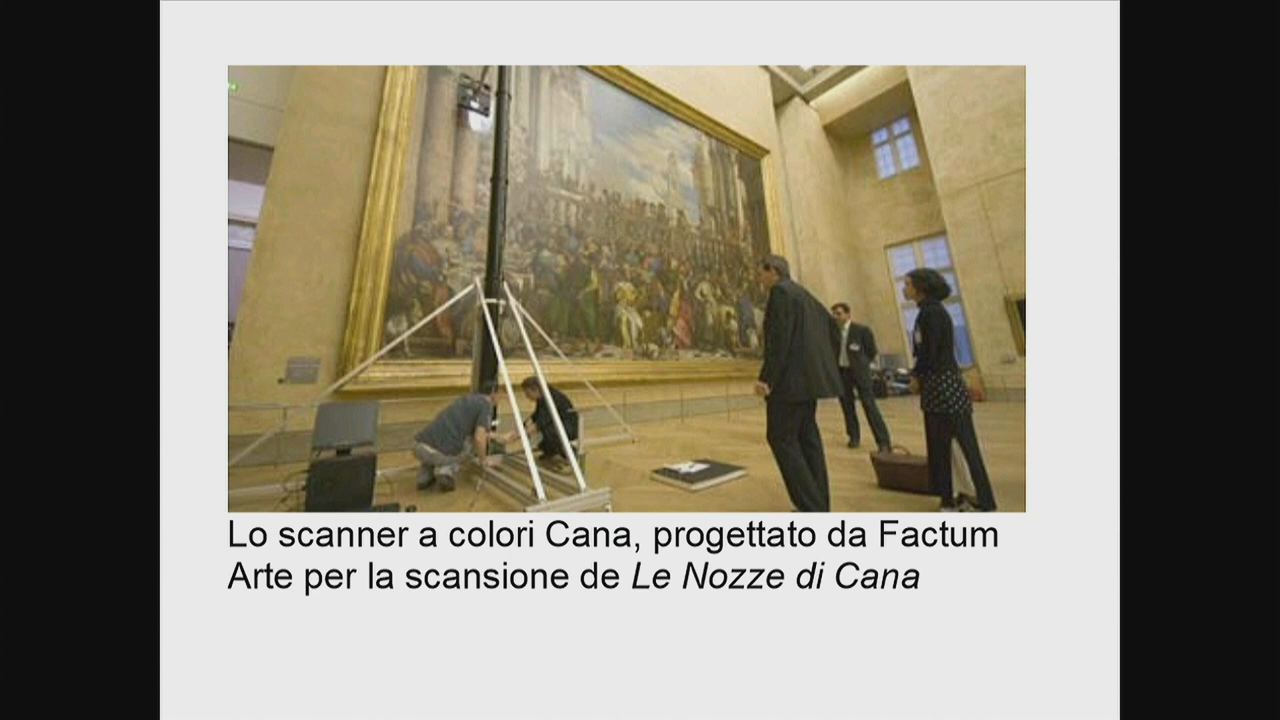 Lo scanner a colori Cana, progettato da Factum
Arte per la scansione de Le Nozze di Cana